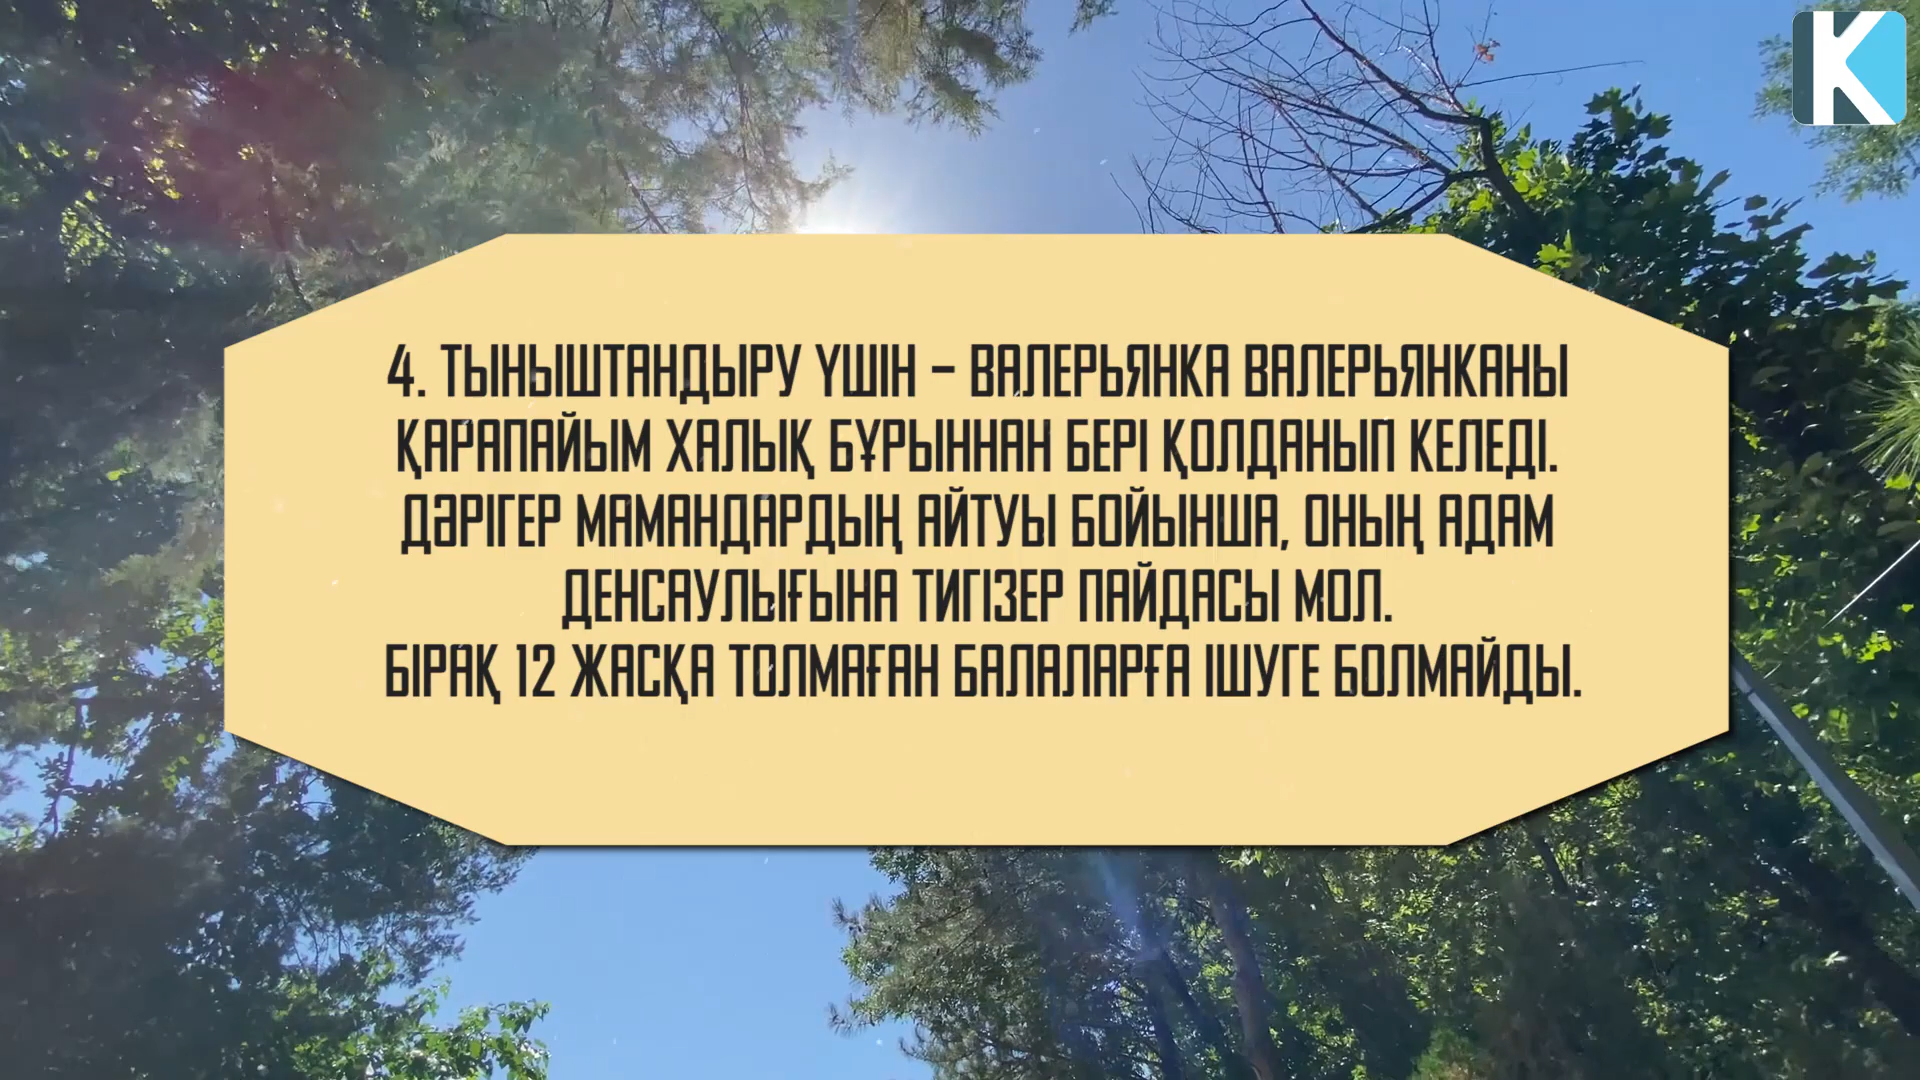 K
4. ТЫНЫШТАНДЫРУ ҮШІН – ВАЛЕРЬЯНКА ВАЛЕРЬЯНКАНЫ
ҚАРАПАЙЫМ ХАЛЫҚ БҰРЫННАН БЕРІ ҚОЛДАНЫП КЕЛЕДІ.
ДӘРІГЕР МАМАНДАРДЫҢ АЙТУЫ БОЙЫНША, ОНЫҢ АДАМ
ДЕНСАУЛЫҒЫНА ТИГІЗЕР ПАЙДАСЫ МОЛ.
БІРАҚ 12 ЖАСҚА ТОЛМАҒАН БАЛАЛАРҒА ІШУГЕ БОЛМАЙДЫ.